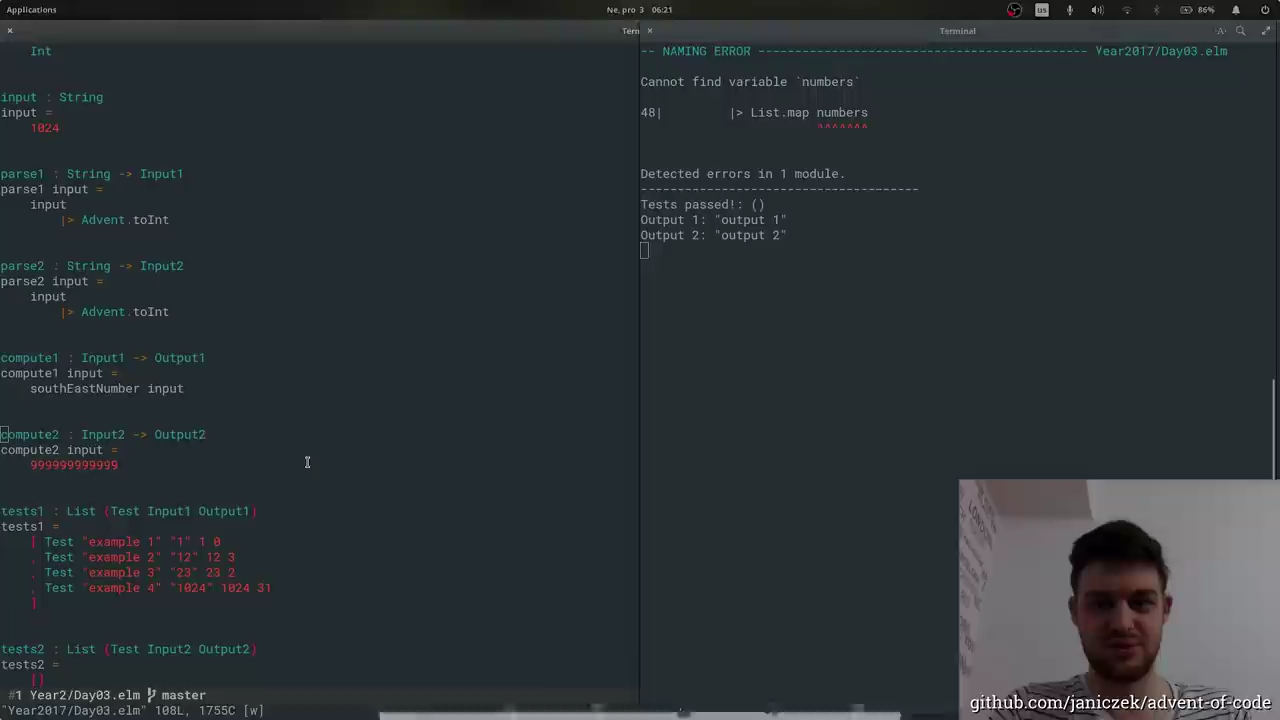 Applications
Ne, pro 3 06:21
us
86%
Term
Terminal
Int
input : String
input =
1024
parse1 : String -> Input1
parse1 input =
input
|> Advent.toInt
parse2 : String -> Input2
parse2 input =
input
|> Advent.toInt
compute1 : Input1 -> Output1
compute1 input =
southEastNumber input
compute2 : Input2 -> Output2
compute2 input =
999999999999
tests1 : List (Test Input1 Output1)
tests1 =
[ Test "example 1" "1" 1 0
, Test "example 2" "12" 12 3
, Test "example 3" "23" 23 2
, Test "example 4" "1024" 1024 31
]
tests2 : List (Test Input2 Output2)
tests2 =
[]
#1 Year2/Day03.elm master
"Year2017/Day03.elm" 108L, 1755C [w]
-- NAMING ERROR --------------------------------------------- Year2017/Day03.elm
Cannot find variable `numbers`
48| |> List.map numbers
^^^^^^^
Detected errors in 1 module.
--------------------------------------
Tests passed!: ()
Output 1: "output 1"
Output 2: "output 2"
LONDON
github.com/janiczek/advent-of-code